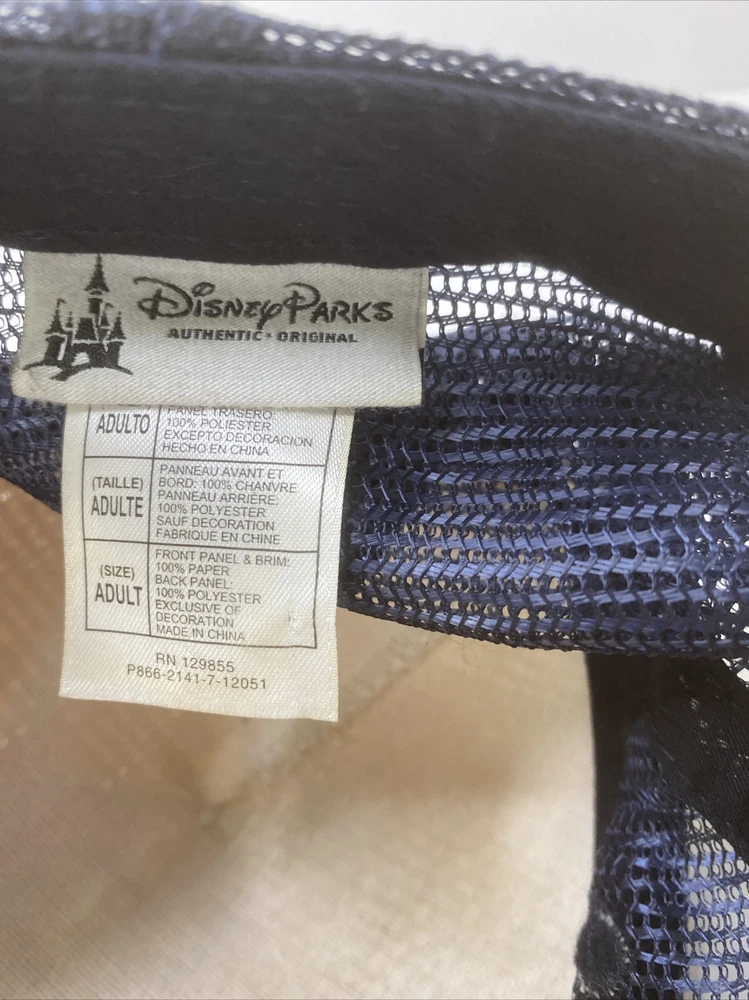 DISNEY PARKS
AUTHENTIC • ORIGINAL
ADULTO
PANEL TRASERO:
100% POLIESTER
EXCEPTO DECORACION
HECHO EN CHINA
(TAILLE)
ADULTE
PANNEAU AVANT ET
BORD: 100% CHANVRE
PANNEAU ARRIÈRE:
100% POLYESTER
SAUF DECORATION
FABRIQUE EN CHINE
(SIZE)
ADULT
FRONT PANEL & BRIM:
100% PAPER
BACK PANEL:
100% POLYESTER
EXCLUSIVE OF
DECORATION
MADE IN CHINA
RN 129855
P866-2141-7-12051